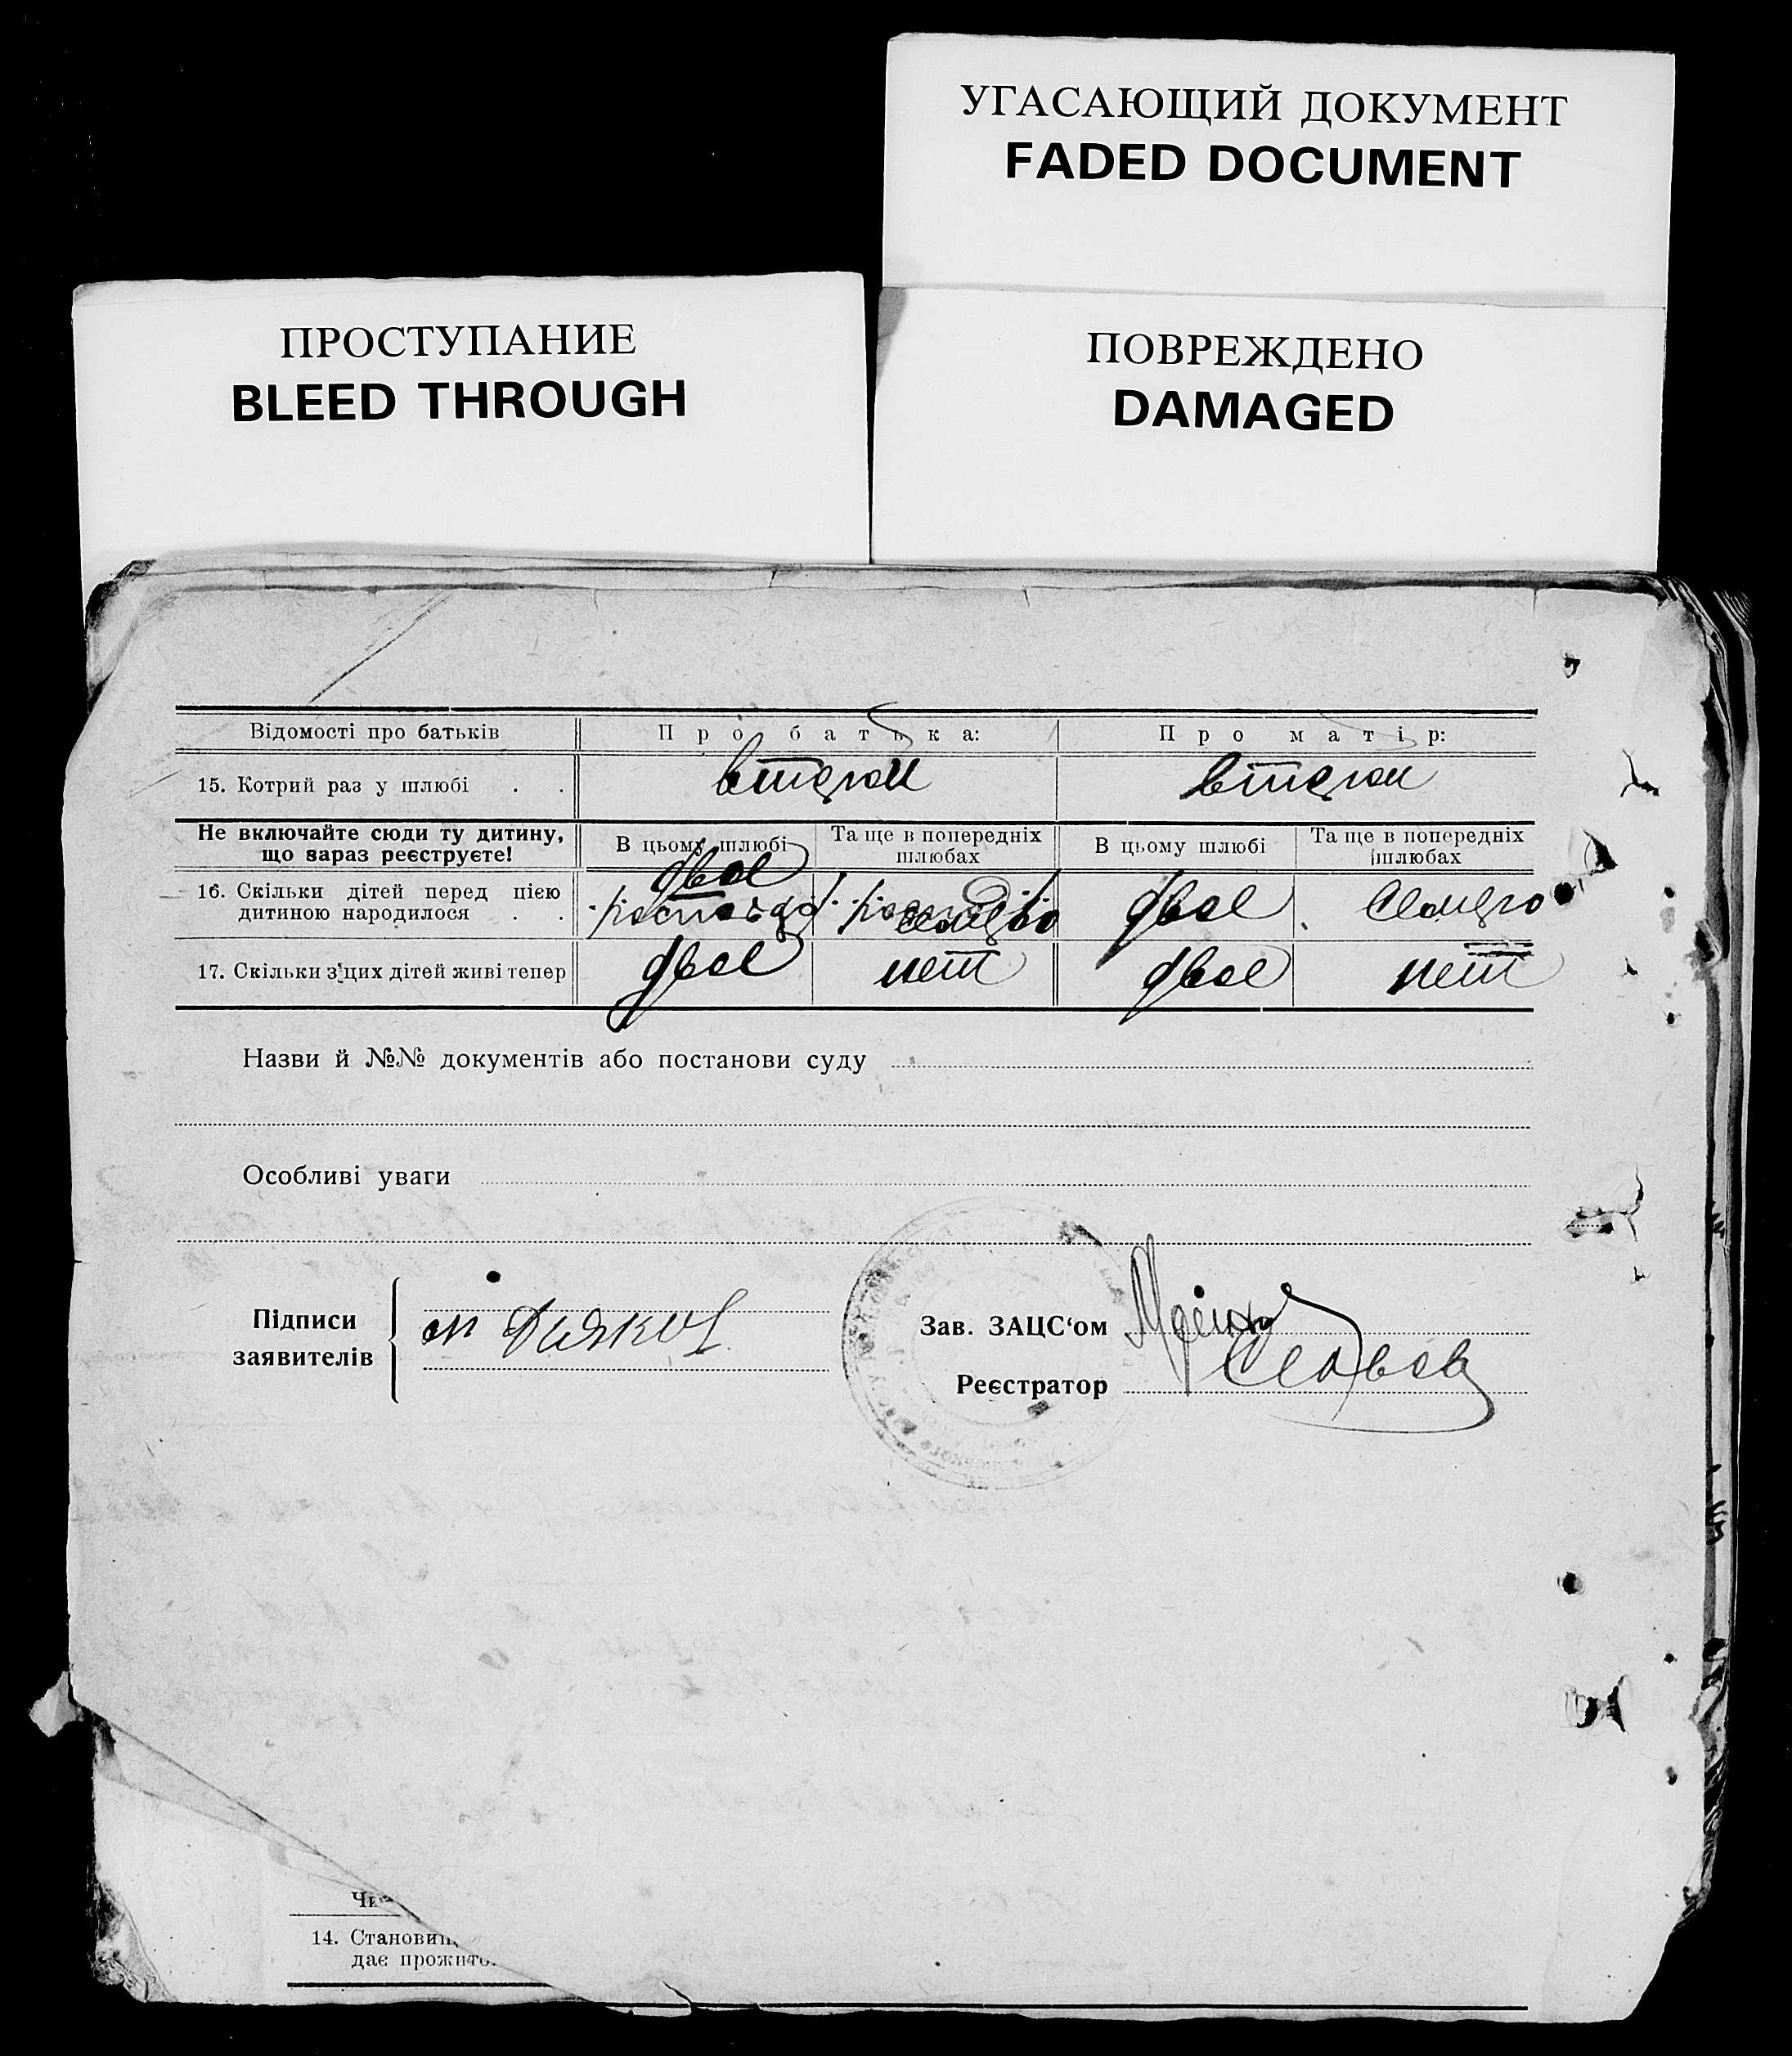 УГАСАЮЩИЙ ДОКУМЕНТ
FADED DOCUMENT
ПРОСТУПАНИЕ
BLEED THROUGH
ПОВРЕЖДЕНО
DAMAGED
Відомості про батьків Про батька: Про матір:
15. Котрий раз у шлюбі . . втарои втарои
Не включайте сюди ту дитину, що зараз реєструєте! В цьому шлюбі Та ще в попередніх шлюбах В цьому шлюбі Та ще в попередніх шлюбах
двое
16. Скільки дітей перед цією
дитиною народилося . . двое
17. Скільки з цих дітей живі тепер двое нет двое нет
Назви й №№ документів або постанови суду
Особливі уваги
Підписи
заявителів
Зав. ЗАЦС‘ом
Реєстратор
14. Становищ
дає прожито